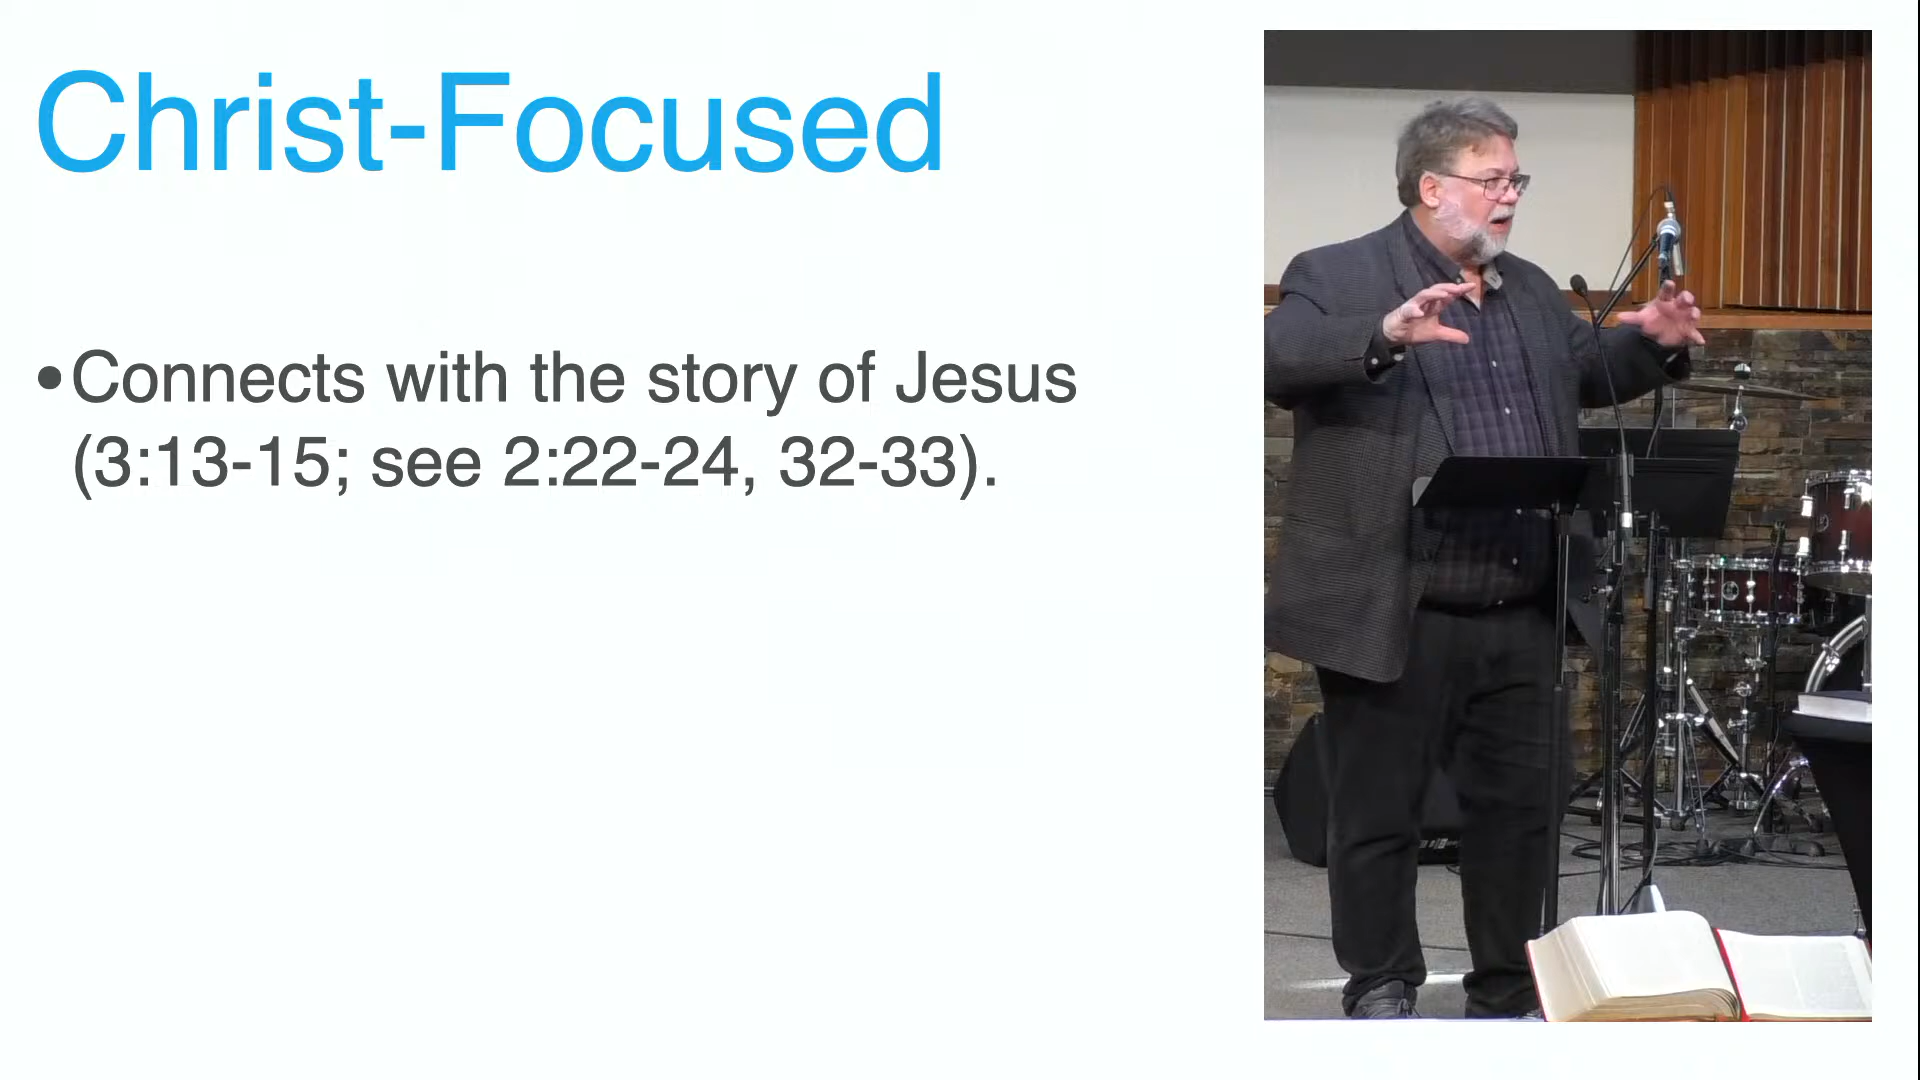 Christ-Focused
•Connects with the story of Jesus
(3:13-15; see 2:22-24, 32-33).